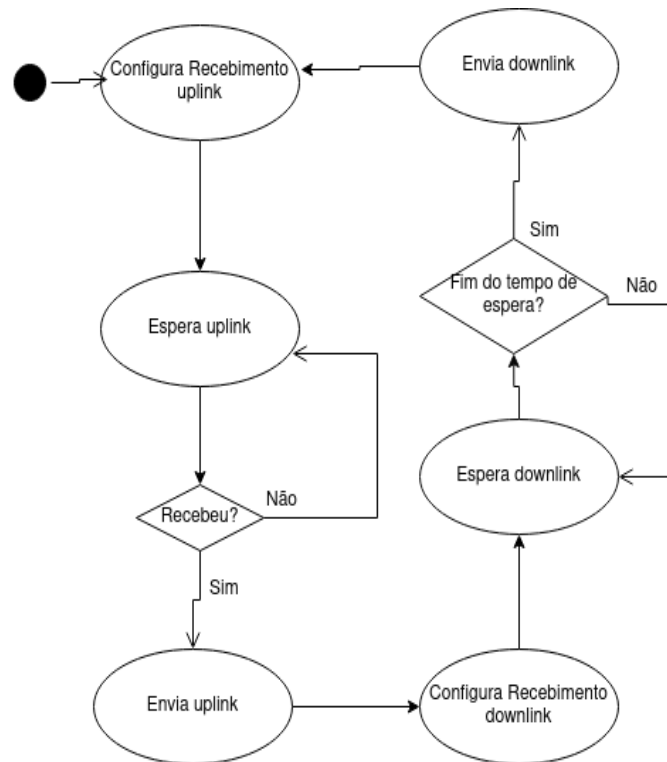 Configura Recebimento
uplink
Envia downlink
Sim
Fim do tempo de
espera?
Não
Espera uplink
Espera downlink
Recebeu?
Não
Sim
Envia uplink
Configura Recebimento
downlink